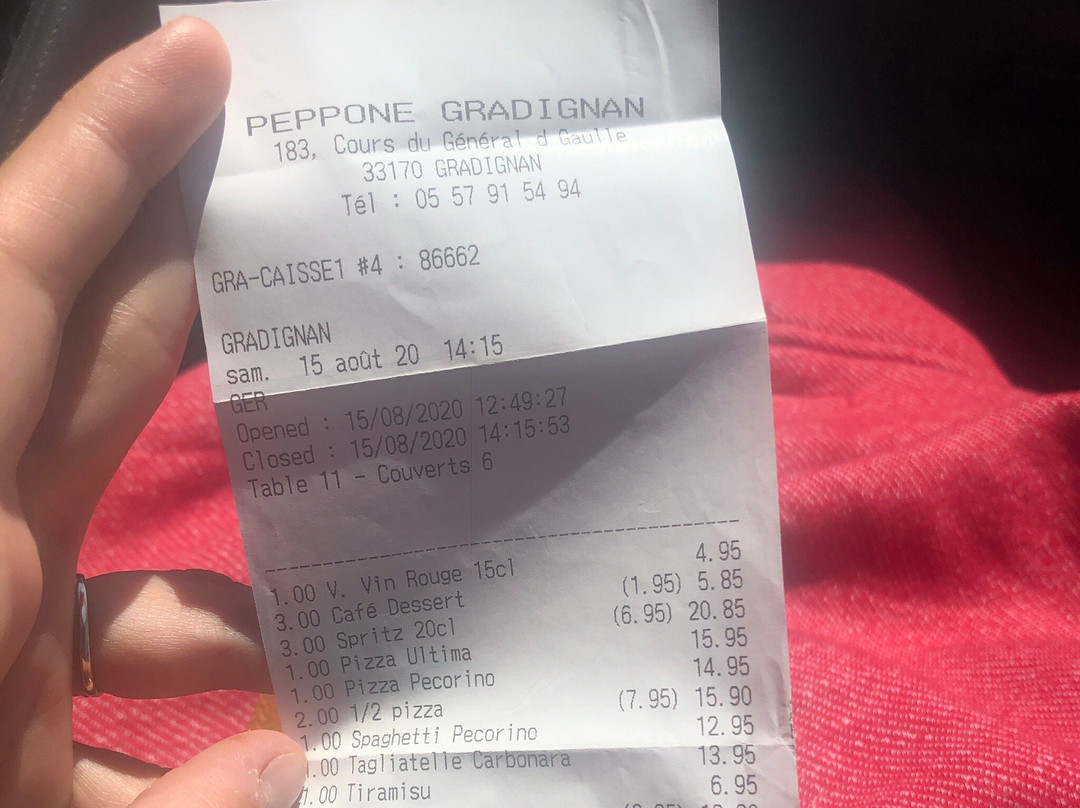 PEPPONE GRADIGNAN
183, Cours du Général d Gaulle
33170 GRADIGNAN
Tél : 05 57 91 54 94
GRA-CAISSE1 #4 : 86662
GRADIGNAN
sam. 15 août 20 14:15
GER
Opened : 15/08/2020 12:49:27
Closed : 15/08/2020 14:15:53
Table 11 - Couverts 6
1.00 V. Vin Rouge 15cl 4.95
3.00 Café Dessert (1.95) 5.85
3.00 Spritz 20cl (6.95) 20.85
1.00 Pizza Ultima 15.95
1.00 Pizza Pecorino 14.95
2.00 1/2 pizza (7.95) 15.90
1.00 Spaghetti Pecorino 12.95
1.00 Tagliatelle Carbonara 13.95
1.00 Tiramisu 6.95